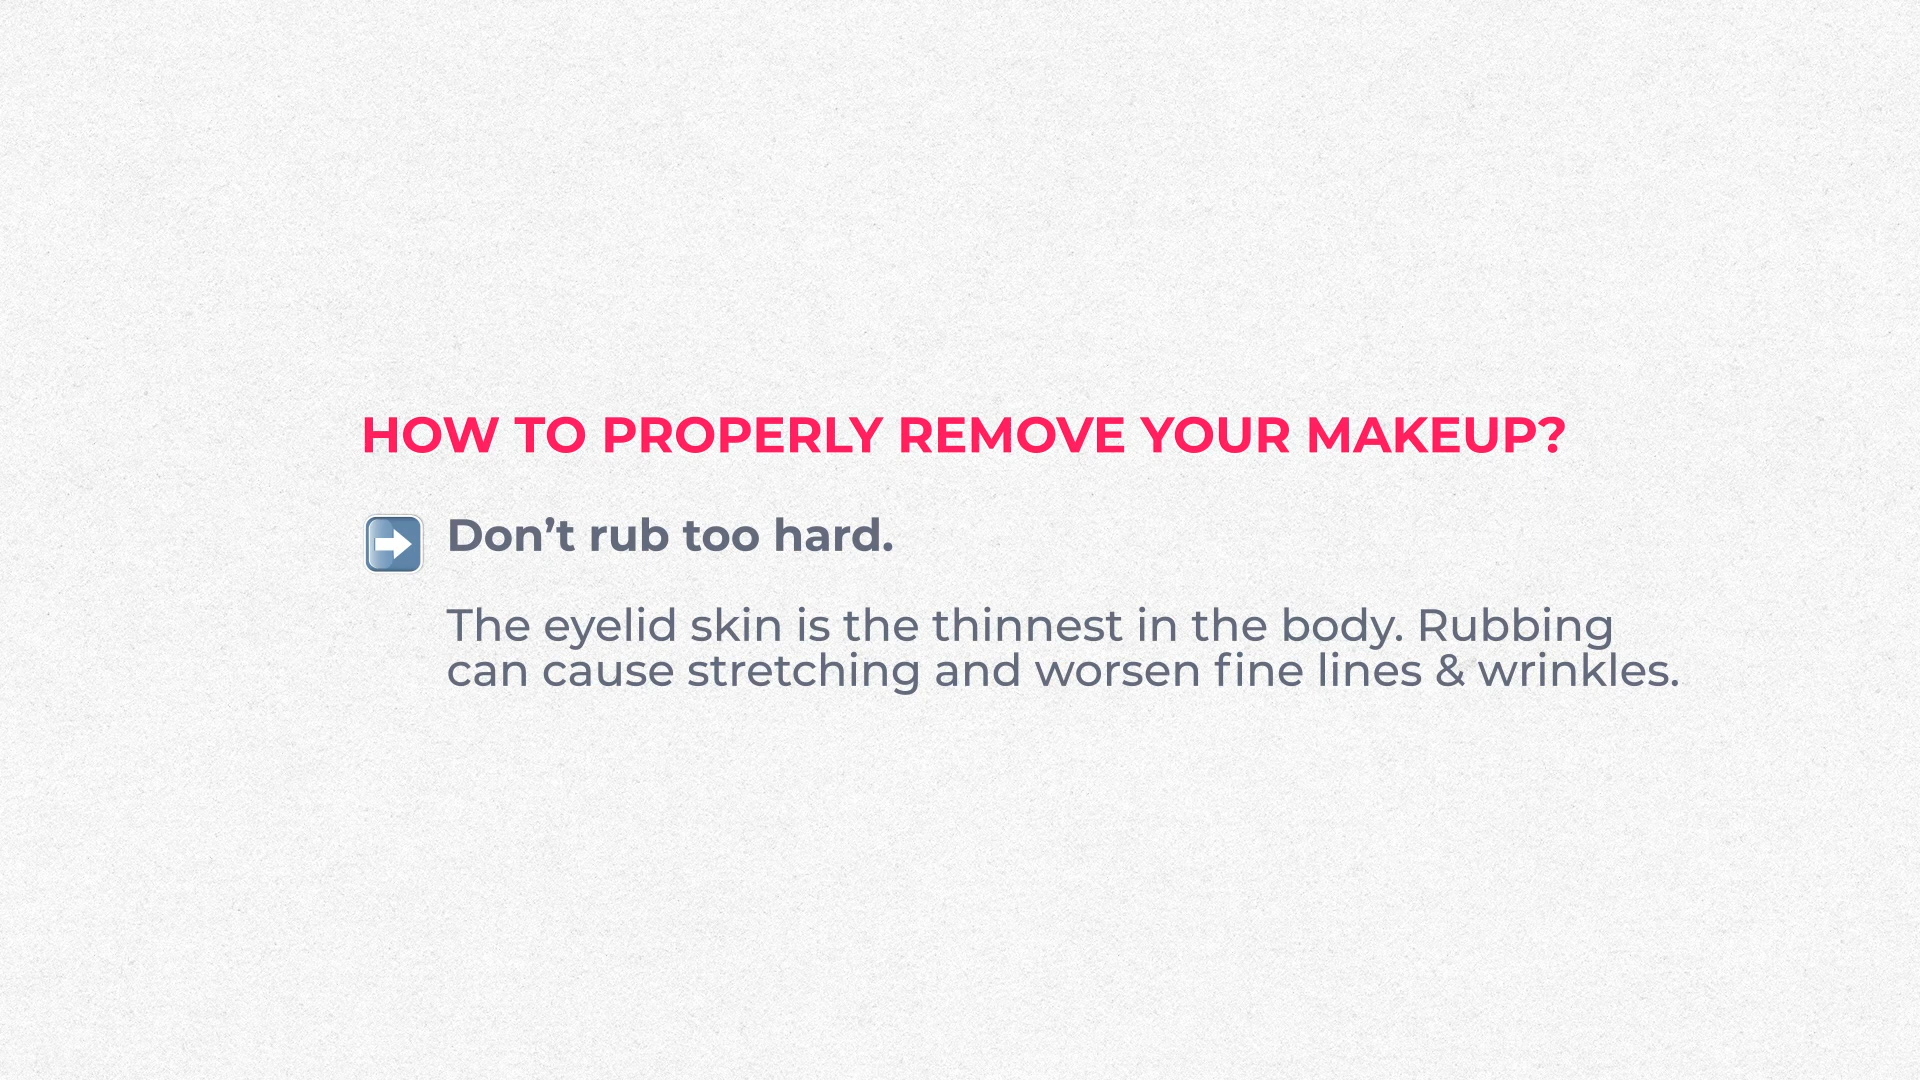 HOW TO PROPERLY REMOVE YOUR MAKEUP?
Don’t rub too hard.
The eyelid skin is the thinnest in the body. Rubbing
can cause stretching and worsen fine lines & wrinkles.